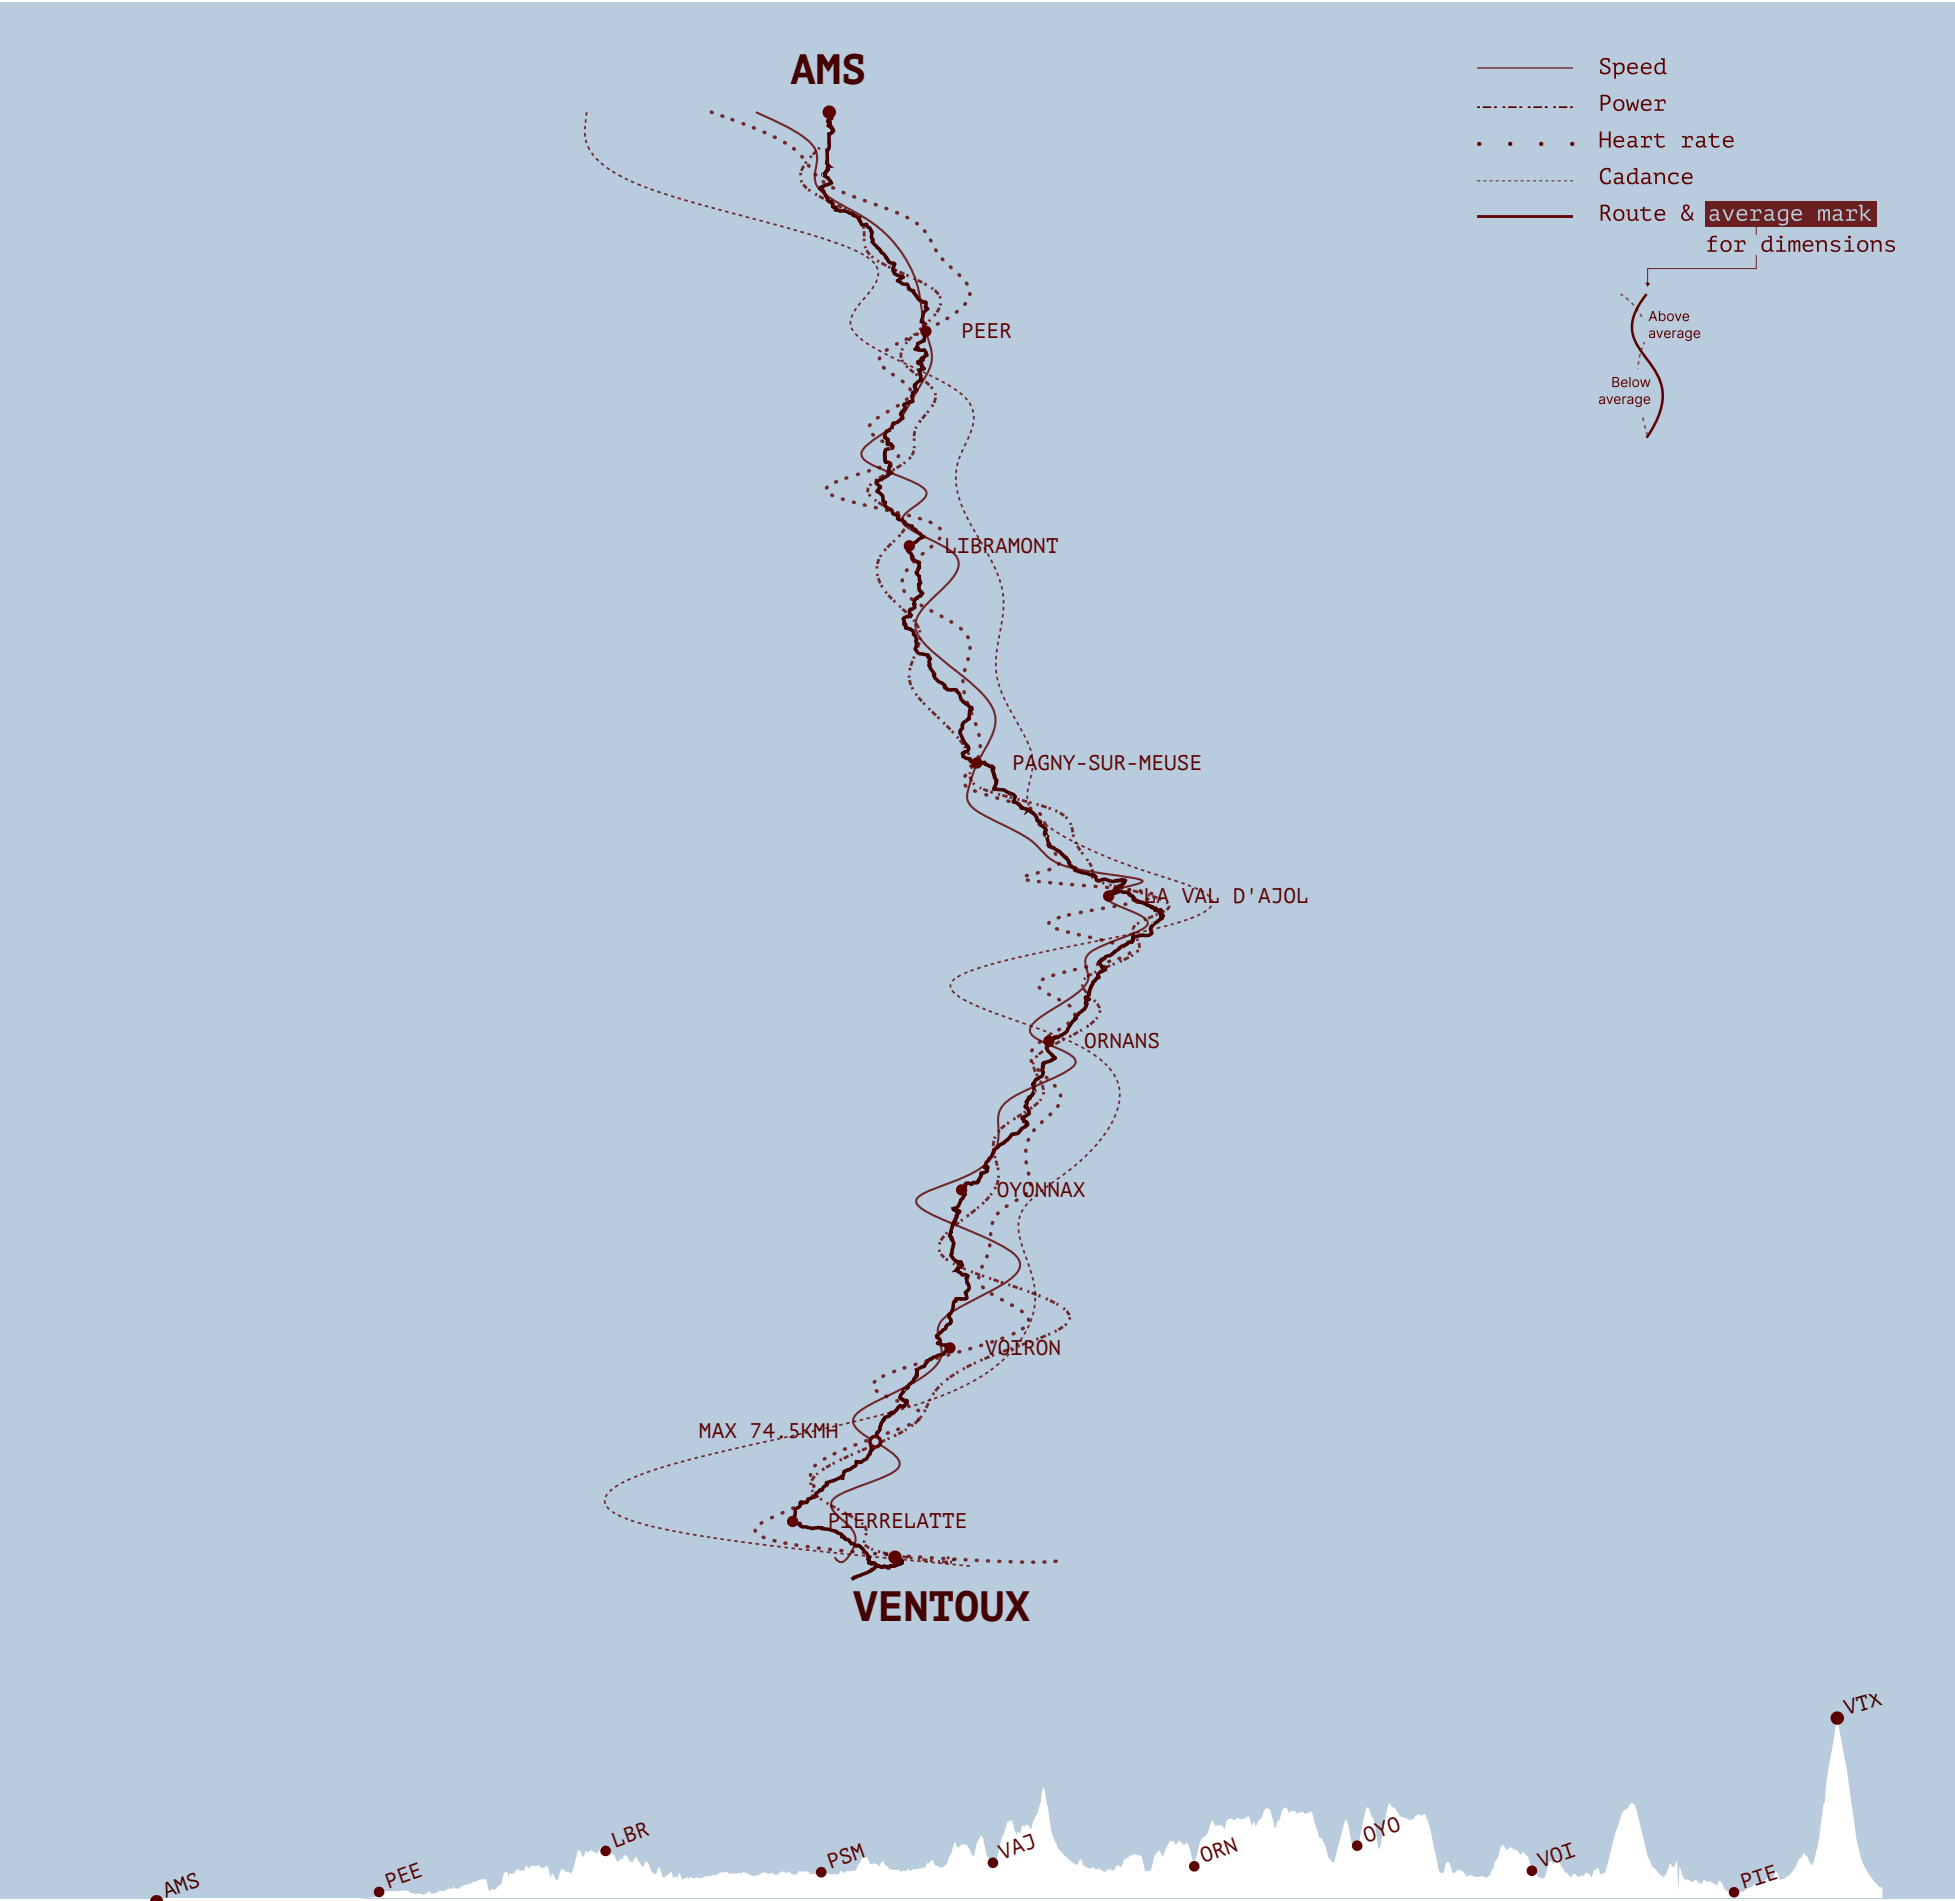 AMS
Speed
Power
Heart rate
Cadance
Route & average mark
for dimensions
Above
average
Below
average
PEER
LIBRAMONT
PAGNY-SUR-MEUSE
LA VAL D'AJOL
ORNANS
OYONNAX
VOIRON
MAX 74.5KMH
PIERRELATTE
VENTOUX
AMS
PEE
LBR
PSM
VAJ
ORN
OYO
VOI
PIE
VTX